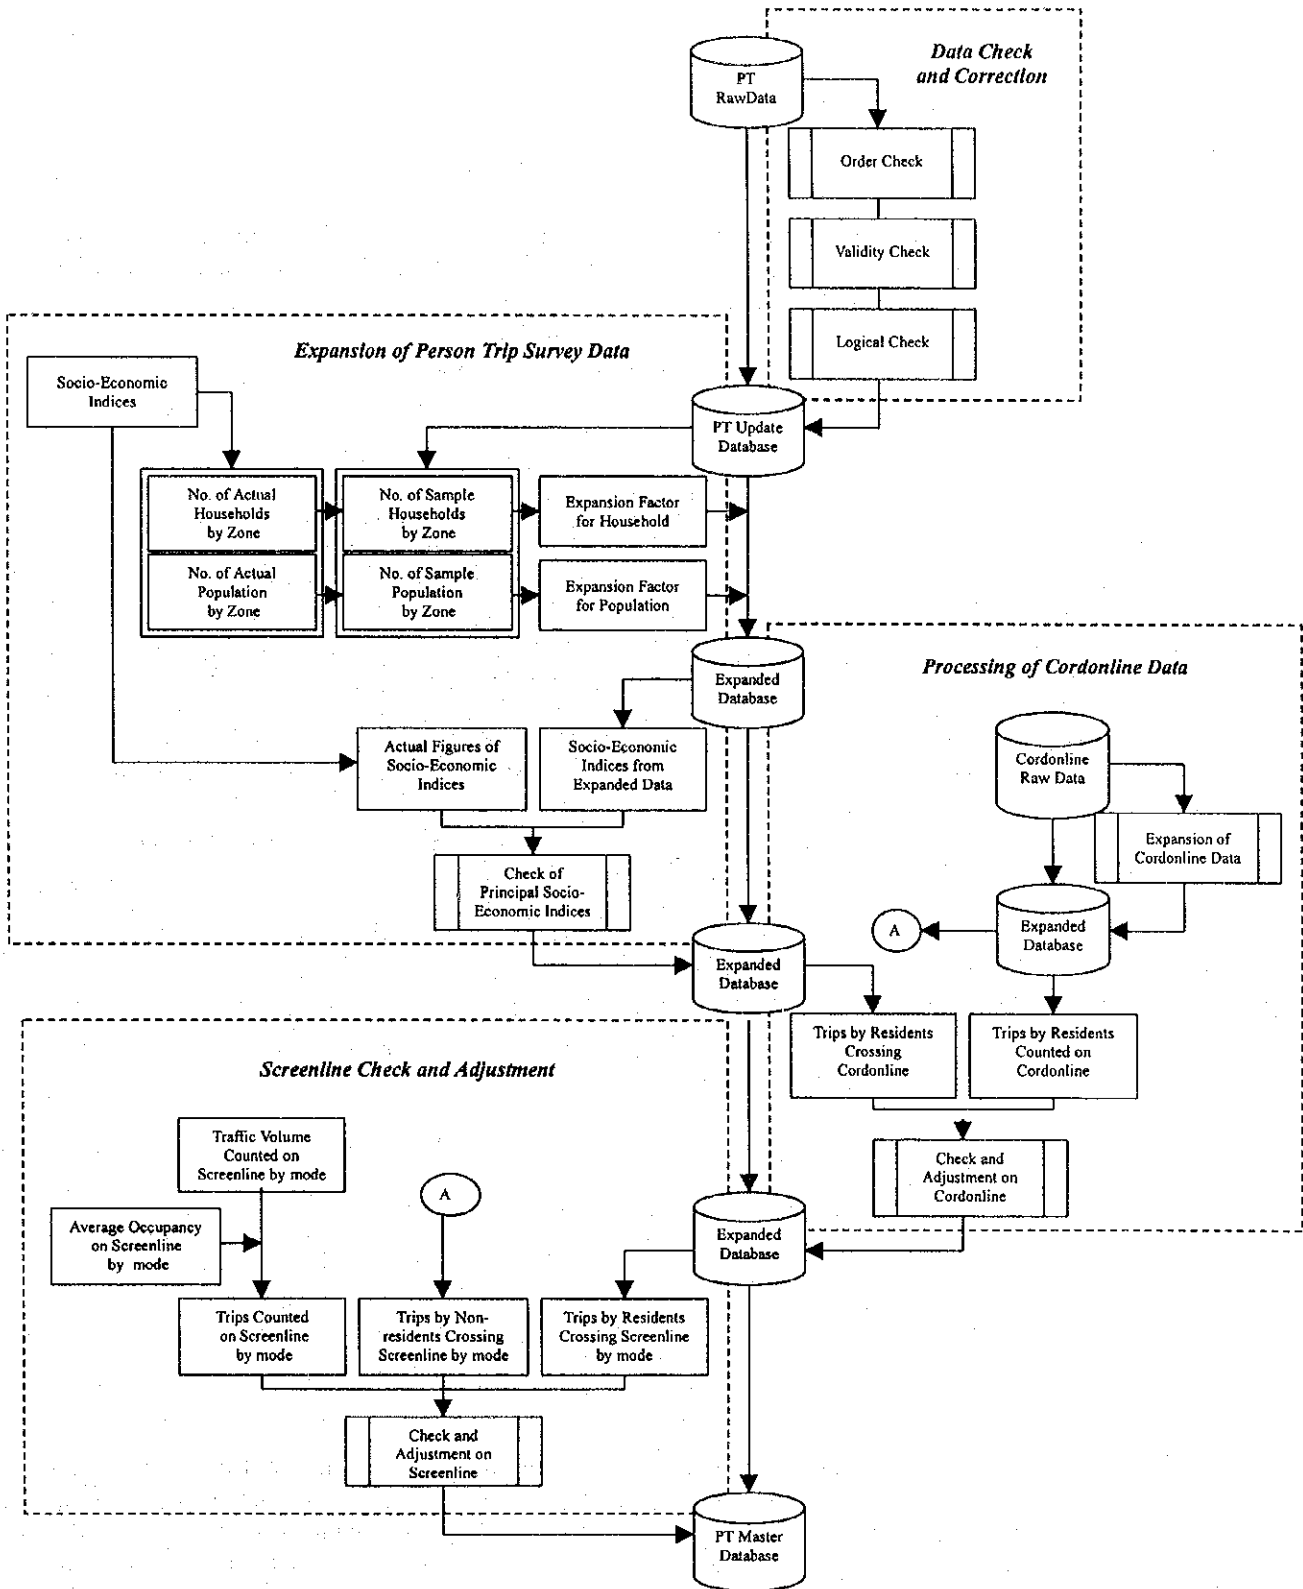 Data Check
and Correction
PT
RawData
Order Check
Validity Check
Logical Check
Expansion of Person Trip Survey Data
Socio-Economic
Indices
PT Update
Database
No. of Actual
Households
by Zone
No. of Sample
Households
by Zone
Expansion Factor
for Household
No. of Actual
Population
by Zone
No. of Sample
Population
by Zone
Expansion Factor
for Population
Expanded
Database
Processing of Cordonline Data
Actual Figures of
Socio-Economic
Indices
Socio-Economic
Indices from
Expanded Data
Cordonline
Raw Data
Expansion of
Cordonline Data
Check of
Principal Socio-
Economic Indices
A
Expanded
Database
Expanded
Database
Trips by Residents
Crossing
Cordonline
Trips by Residents
Counted on
Cordonline
Screenline Check and Adjustment
Traffic Volume
Counted on
Screenline by mode
A
Check and
Adjustment on
Cordonline
Average Occupancy
on Screenline
by mode
Expanded
Database
Trips Counted
on Screenline
by mode
Trips by Non-
residents Crossing
Screenline by mode
Trips by Residents
Crossing Screenline
by mode
Check and
Adjustment on
Screenline
PT Master
Database